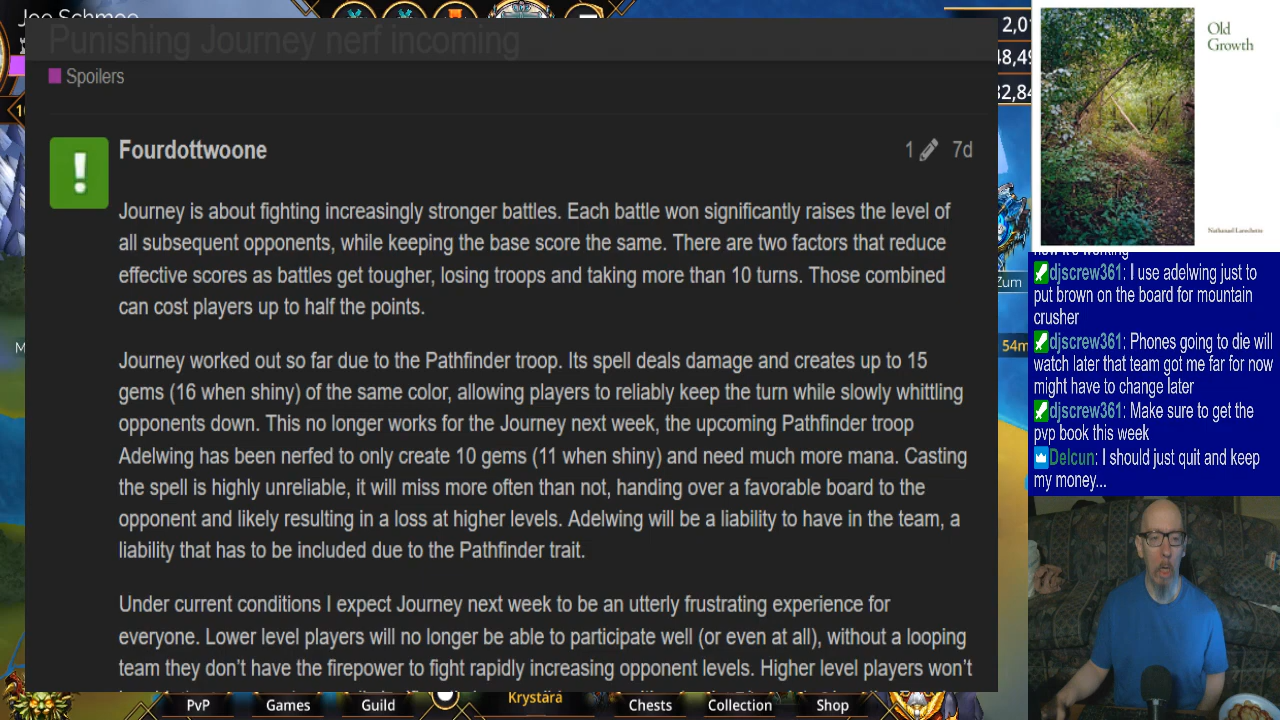 Joe Schmoe
Punishing Journey nerf incoming
Spoilers
Fourdottwoone
1
7d
Journey is about fighting increasingly stronger battles. Each battle won significantly raises the level of
all subsequent opponents, while keeping the base score the same. There are two factors that reduce
effective scores as battles get tougher, losing troops and taking more than 10 turns. Those combined
can cost players up to half the points.
Journey worked out so far due to the Pathfinder troop. Its spell deals damage and creates up to 15
gems (16 when shiny) of the same color, allowing players to reliably keep the turn while slowly whittling
opponents down. This no longer works for the Journey next week, the upcoming Pathfinder troop
Adelwing has been nerfed to only create 10 gems (11 when shiny) and need much more mana. Casting
the spell is highly unreliable, it will miss more often than not, handing over a favorable board to the
opponent and likely resulting in a loss at higher levels. Adelwing will be a liability to have in the team, a
liability that has to be included due to the Pathfinder trait.
Under current conditions I expect Journey next week to be an utterly frustrating experience for
everyone. Lower level players will no longer be able to participate well (or even at all), without a looping
team they don't have the firepower to fight rapidly increasing opponent levels. Higher level players won't
2,01
48,49
32,84
Zum
54m
PvP
Games
Guild
Krystara
Chests
Collection
Shop
Old
Growth
djscrew361: I use adelwing just to
put brown on the board for mountain
crusher
djscrew361: Phones going to die will
watch later that team got me far for now
might have to change later
djscrew361: Make sure to get the
pvp book this week
Delcun: I should just quit and keep
my money...